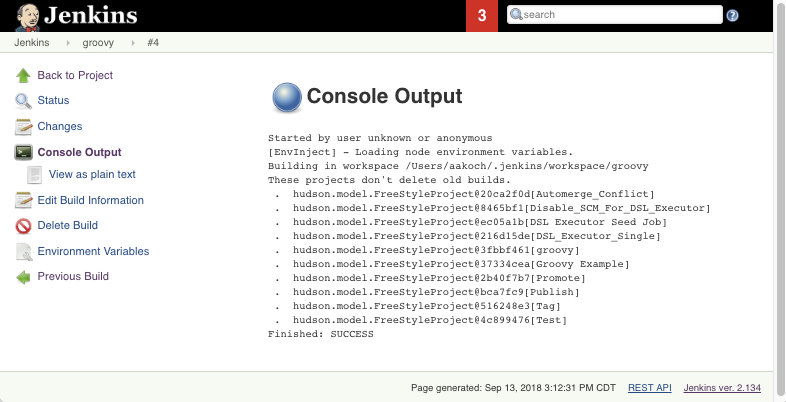 Jenkins
3
search
?
Jenkins groovy #4
Back to Project
Status
Changes
Console Output
View as plain text
Edit Build Information
Delete Build
Environment Variables
Previous Build
Console Output
Started by user unknown or anonymous
[EnvInject] - Loading node environment variables.
Building in workspace /Users/aakoch/.jenkins/workspace/groovy
These projects don't delete old builds.
. hudson.model.FreeStyleProject@20ca2f0d[Automerge_Conflict]
. hudson.model.FreeStyleProject@8465bf1[Disable_SCM_For_DSL_Executor]
. hudson.model.FreeStyleProject@ec05a1b[DSL Executor Seed Job]
. hudson.model.FreeStyleProject@216d15de[DSL_Executor_Single]
. hudson.model.FreeStyleProject@3fbbf461[groovy]
. hudson.model.FreeStyleProject@37334cea[Groovy Example]
. hudson.model.FreeStyleProject@2b40f7b7[Promote]
. hudson.model.FreeStyleProject@bca7fc9[Publish]
. hudson.model.FreeStyleProject@516248e3[Tag]
. hudson.model.FreeStyleProject@4c899476[Test]
Finished: SUCCESS
Page generated: Sep 13, 2018 3:12:31 PM CDT REST API Jenkins ver. 2.134